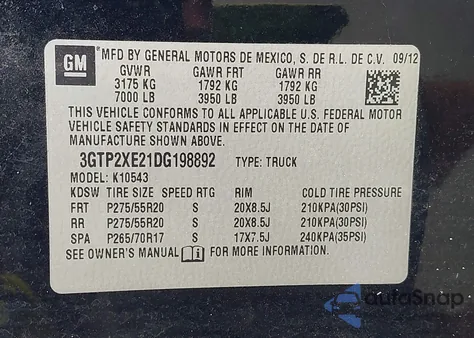 GM
MFD BY GENERAL MOTORS DE MEXICO, S. DE R.L. DE C.V. 09/12
GVWR GAWR FRT GAWR RR
3175 KG 1792 KG 1792 KG
7000 LB 3950 LB 3950 LB
THIS VEHICLE CONFORMS TO ALL APPLICABLE U.S. FEDERAL MOTOR
VEHICLE SAFETY STANDARDS IN EFFECT ON THE DATE OF
MANUFACTURE SHOWN ABOVE.
3GTP2XE21DG198892 TYPE: TRUCK
MODEL: K10543
KDSW TIRE SIZE SPEED RTG RIM COLD TIRE PRESSURE
FRT P275/55R20 S 20X8.5J 210KPA(30PSI)
RR P275/55R20 S 20X8.5J 210KPA(30PSI)
SPA P265/70R17 S 17X7.5J 240KPA(35PSI)
SEE OWNER'S MANUAL FOR MORE INFORMATION.
autoSnap